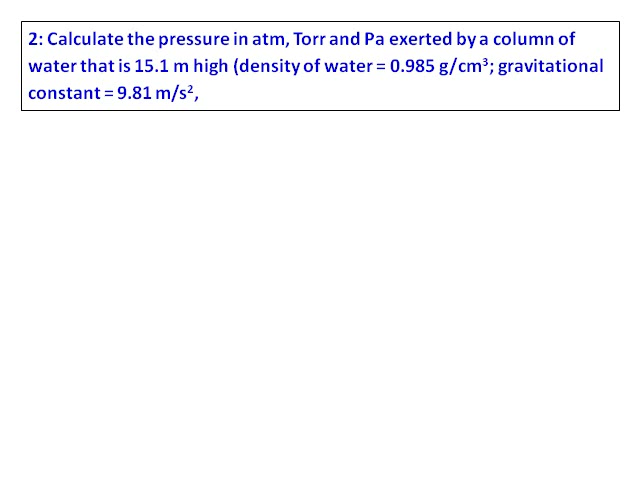 2: Calculate the pressure in atm, Torr and Pa exerted by a column of
water that is 15.1 m high (density of water = 0.985 g/cm³; gravitational
constant = 9.81 m/s²,